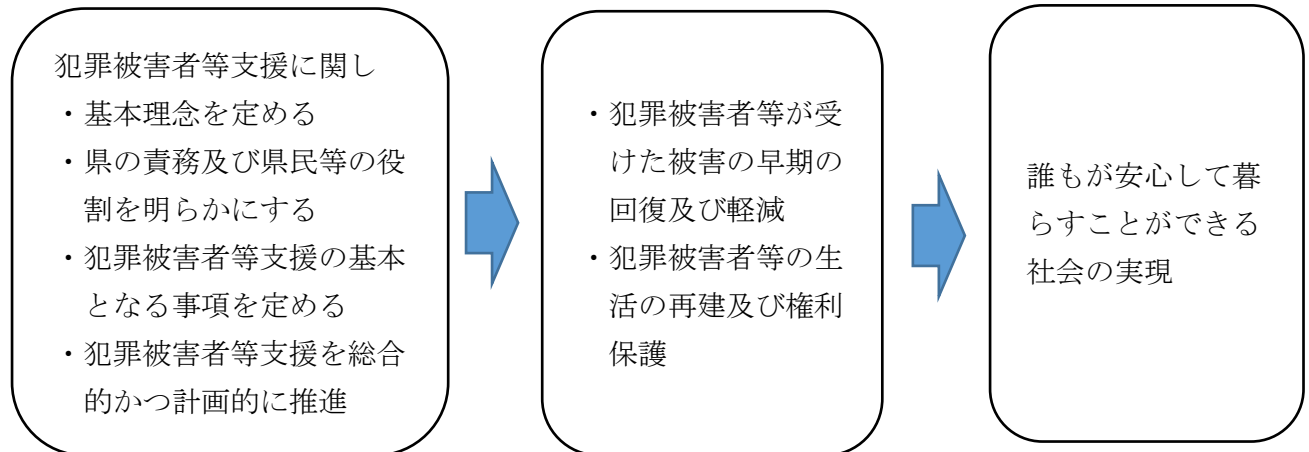 犯罪被害者等支援に関し
・基本理念を定める
・県の責務及び県民等の役
割を明らかにする
・犯罪被害者等支援の基本
となる事項を定める
・犯罪被害者等支援を総合
的かつ計画的に推進
・犯罪被害者等が受
けた被害の早期の
回復及び軽減
・犯罪被害者等の生
活の再建及び権利
保護
誰もが安心して暮
らすことができる
社会の実現